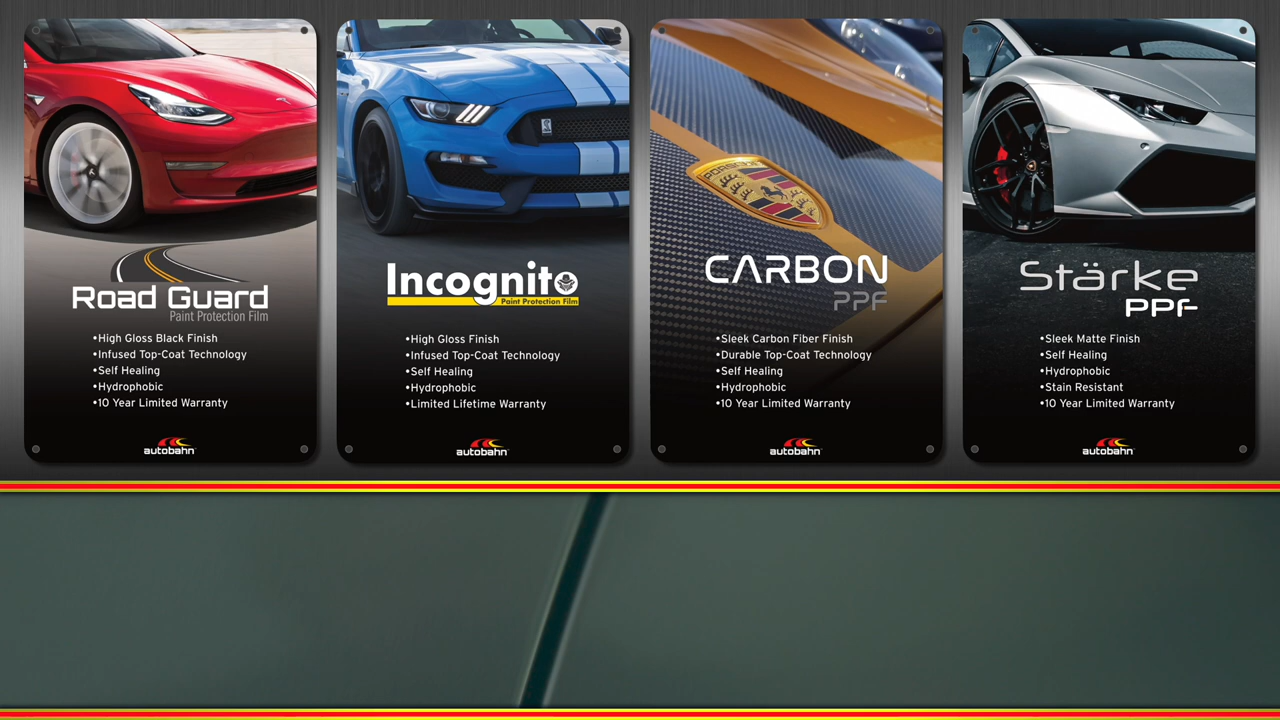 Road Guard
Paint Protection Film
•High Gloss Black Finish
•Infused Top-Coat Technology
•Self Healing
•Hydrophobic
•10 Year Limited Warranty
autobahn
Incognito
Paint Protection Film
•High Gloss Finish
•Infused Top-Coat Technology
•Self Healing
•Hydrophobic
•Limited Lifetime Warranty
autobahn
PORSCHE
CARBON
PPF
•Sleek Carbon Fiber Finish
•Durable Top-Coat Technology
•Self Healing
•Hydrophobic
•10 Year Limited Warranty
autobahn
Stärke
PPF
•Sleek Matte Finish
•Self Healing
•Hydrophobic
•Stain Resistant
•10 Year Limited Warranty
autobahn